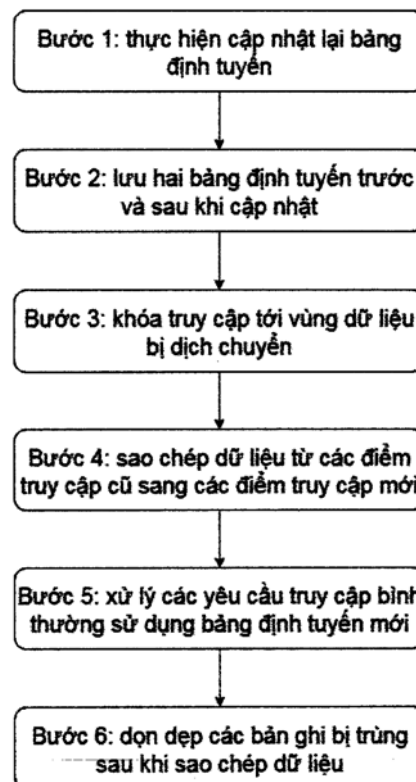 Bước 1: thực hiện cập nhật lại bảng
định tuyến
Bước 2: lưu hai bảng định tuyến trước
và sau khi cập nhật
Bước 3: khóa truy cập tới vùng dữ liệu
bị dịch chuyển
Bước 4: sao chép dữ liệu từ các điểm
truy cập cũ sang các điểm truy cập mới
Bước 5: xử lý các yêu cầu truy cập bình
thường sử dụng bảng định tuyến mới
Bước 6: dọn dẹp các bản ghi bị trùng
sau khi sao chép dữ liệu